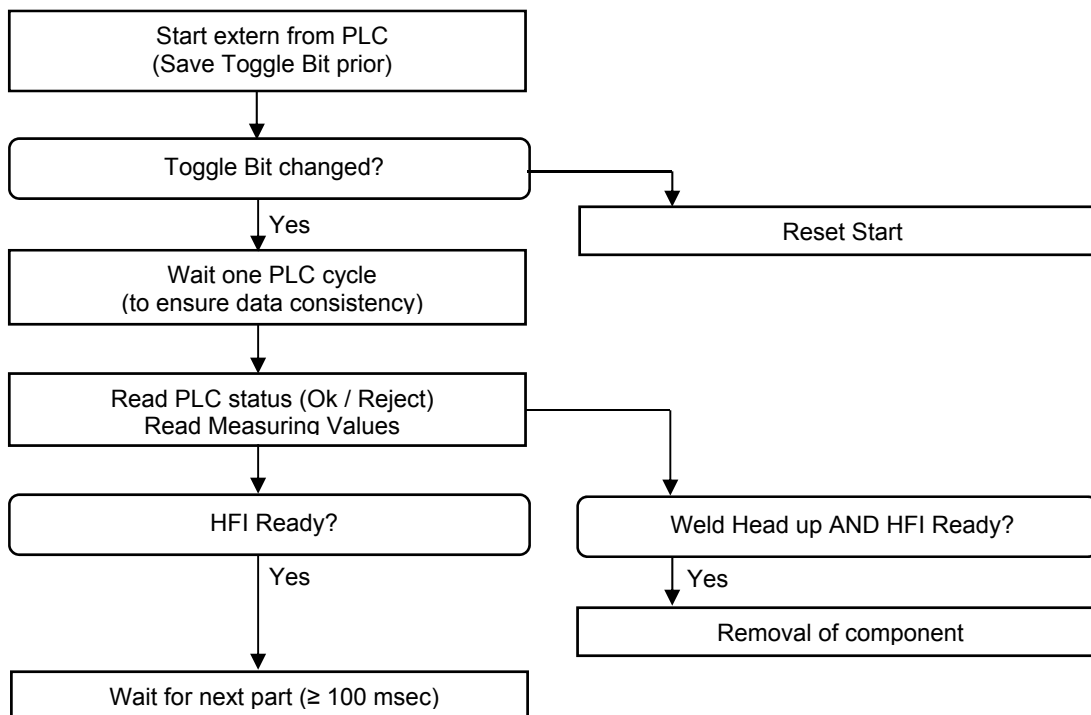 Start extern from PLC
(Save Toggle Bit prior)
Toggle Bit changed?
Yes
Reset Start
Wait one PLC cycle
(to ensure data consistency)
Read PLC status (Ok / Reject)
Read Measuring Values
HFI Ready?
Weld Head up AND HFI Ready?
Yes
Yes
Removal of component
Wait for next part (≥ 100 msec)